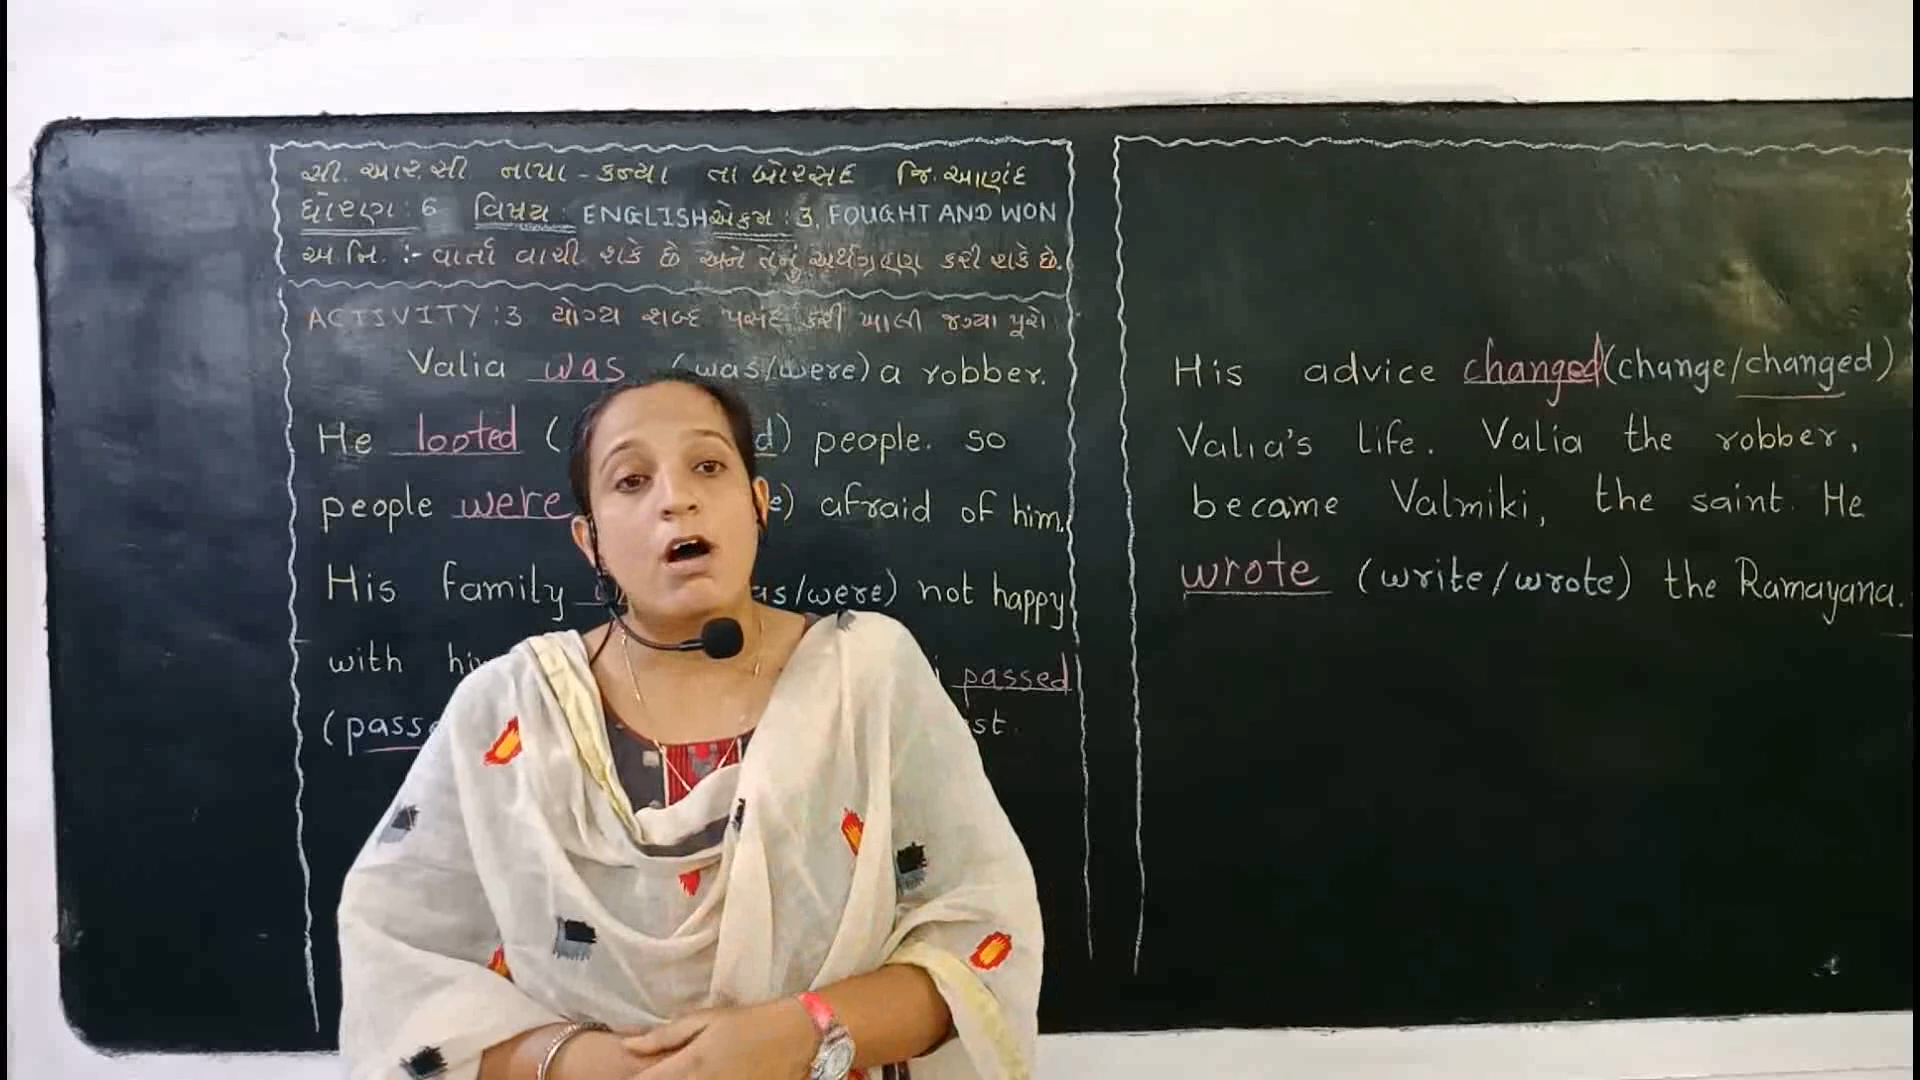 સી. આર.સી નાપા - કન્યા તા બોરસદ જિ. આણંદ
ધોરણ : 6 વિષય : ENGLISH એકમ : 3. FOUGHT AND WON
અ.નિ. :- વાર્તા વાચી શકે છે અને તેનું અર્થગ્રહણ કરી શકે છે.
ACTIVITY : 3 યોગ્ય શબ્દ પસંદ કરી ખાલી જગ્યા પૂરો
Valia was (was/were) a robber.
He looted ( d) people. so
people were e) afraid of him.
His family as/were) not happy
with hi passed
(pass st.
His advice changed (change/changed)
Valia's life. Valia the robber,
became Valmiki, the saint. He
wrote (write/wrote) the Ramayana.